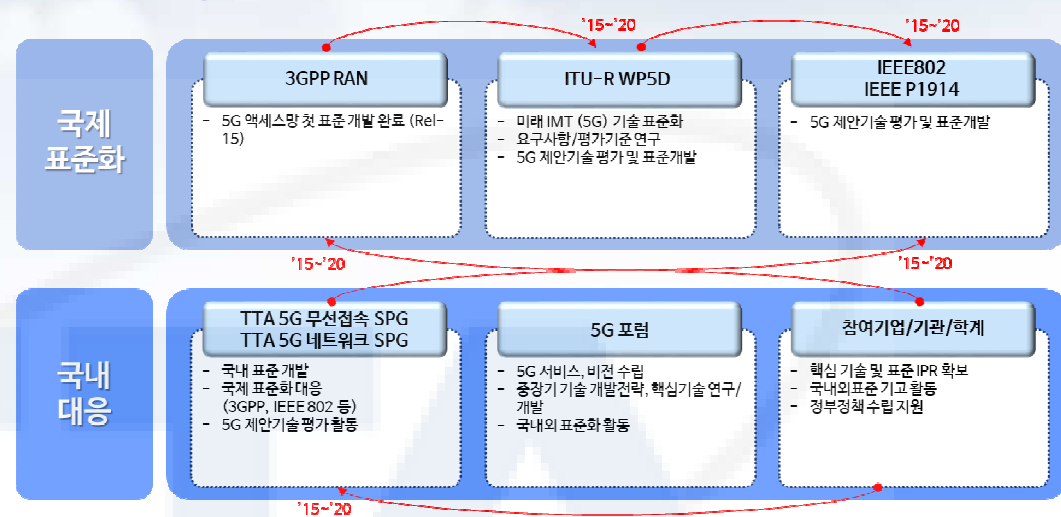 '15~'20
'15~'20
국제
표준화
3GPP RAN
- 5G 액세스망 첫 표준 개발 완료 (Rel-
15)
ITU-R WP5D
- 미래 IMT (5G) 기술 표준화
- 요구사항/평가기준 연구
- 5G 제안기술 평가 및 표준개발
IEEE802
IEEE P1914
- 5G 제안기술 평가 및 표준개발
'15~'20
'15~'20
국내
대응
TTA 5G 무선접속 SPG
TTA 5G 네트워크 SPG
- 국내 표준 개발
- 국제 표준화 대응
(3GPP, IEEE 802 등)
- 5G 제안기술 평가 활동
5G 포럼
- 5G 서비스, 비전 수립
- 중장기 기술 개발전략, 핵심기술 연구/
개발
- 국내외 표준화 활동
참여기업/기관/학계
- 핵심 기술 및 표준 IPR 확보
- 국내외표준 기고 활동
- 정부정책 수립 지원
'15~'20